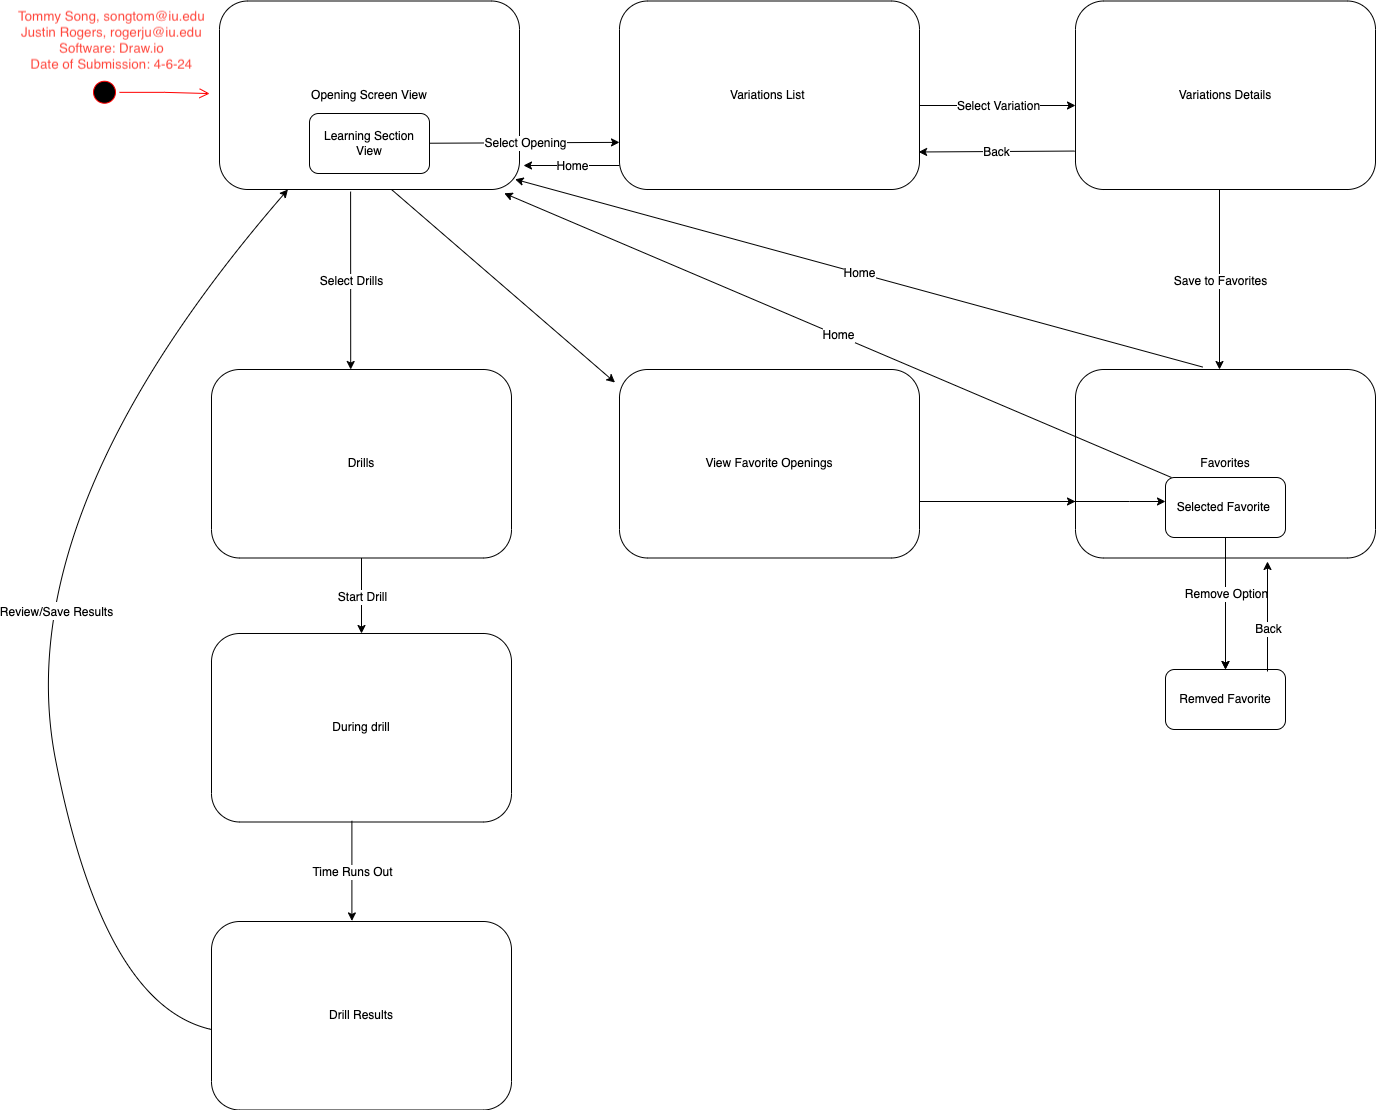 Tommy Song, songtom@iu.edu
Justin Rogers, rogerju@iu.edu
Software: Draw.io
Date of Submission: 4-6-24
Opening Screen View
Learning Section
View
Select Opening
Home
Variations List
Select Variation
Back
Variations Details
Select Drills
Home
Save to Favorites
Home
Drills
View Favorite Openings
Favorites
Selected Favorite
Start Drill
Remove Option
Review/Save Results
Back
During drill
Remved Favorite
Time Runs Out
Drill Results